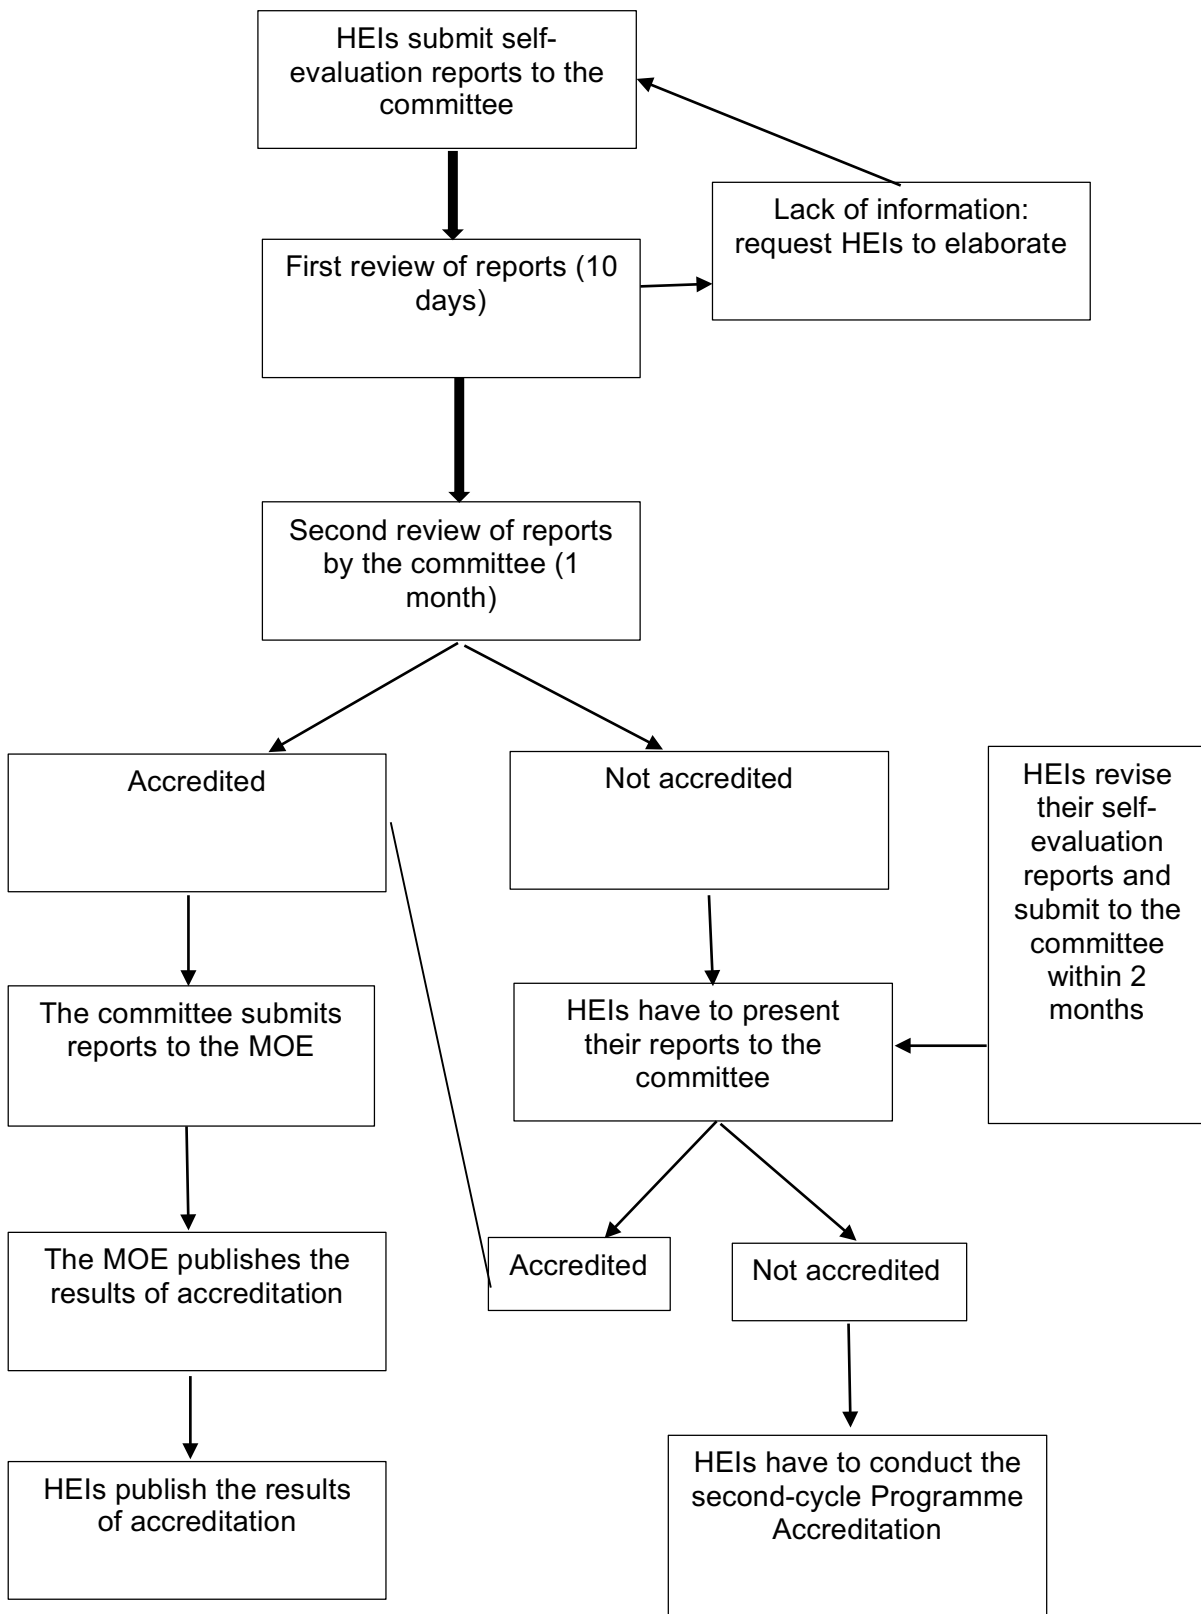 HEIs submit self-
evaluation reports to the
committee
Lack of information:
request HEIs to elaborate
First review of reports (10
days)
Second review of reports
by the committee (1
month)
Accredited
Not accredited
HEIs revise
their self-
evaluation
reports and
submit to the
committee
within 2
months
The committee submits
reports to the MOE
HEIs have to present
their reports to the
committee
The MOE publishes the
results of accreditation
Accredited
Not accredited
HEIs publish the results
of accreditation
HEIs have to conduct the
second-cycle Programme
Accreditation